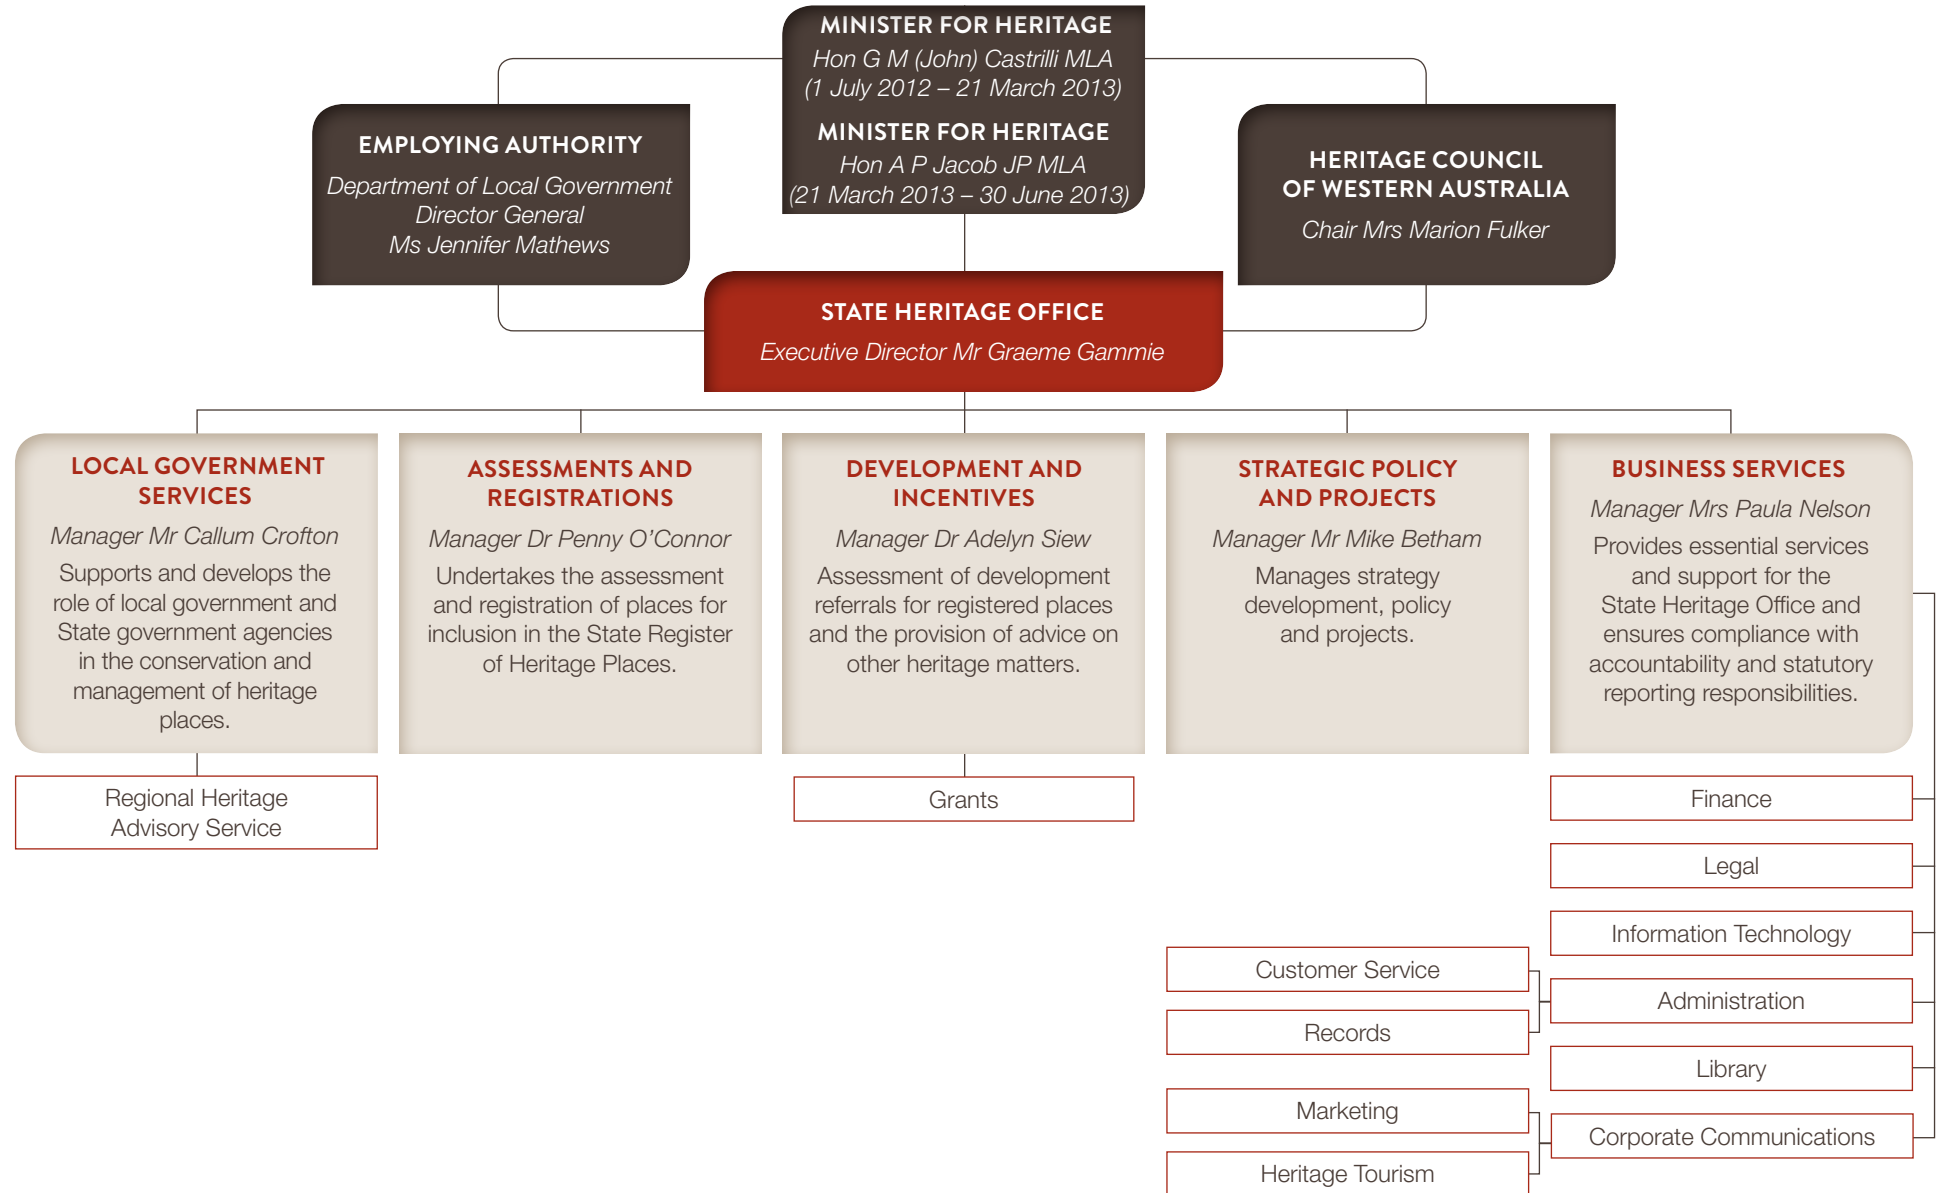 MINISTER FOR HERITAGE
Hon G M (John) Castrilli MLA
(1 July 2012 – 21 March 2013)
MINISTER FOR HERITAGE
Hon A P Jacob JP MLA
(21 March 2013 – 30 June 2013)
EMPLOYING AUTHORITY
Department of Local Government
Director General
Ms Jennifer Mathews
HERITAGE COUNCIL
OF WESTERN AUSTRALIA
Chair Mrs Marion Fulker
STATE HERITAGE OFFICE
Executive Director Mr Graeme Gammie
LOCAL GOVERNMENT
SERVICES
Manager Mr Callum Crofton
Supports and develops the
role of local government and
State government agencies
in the conservation and
management of heritage
places.
Regional Heritage
Advisory Service
ASSESSMENTS AND
REGISTRATIONS
Manager Dr Penny O’Connor
Undertakes the assessment
and registration of places for
inclusion in the State Register
of Heritage Places.
DEVELOPMENT AND
INCENTIVES
Manager Dr Adelyn Siew
Assessment of development
referrals for registered places
and the provision of advice on
other heritage matters.
Grants
STRATEGIC POLICY
AND PROJECTS
Manager Mr Mike Betham
Manages strategy
development, policy
and projects.
BUSINESS SERVICES
Manager Mrs Paula Nelson
Provides essential services
and support for the
State Heritage Office and
ensures compliance with
accountability and statutory
reporting responsibilities.
Finance
Legal
Information Technology
Administration
Customer Service
Records
Library
Corporate Communications
Marketing
Heritage Tourism